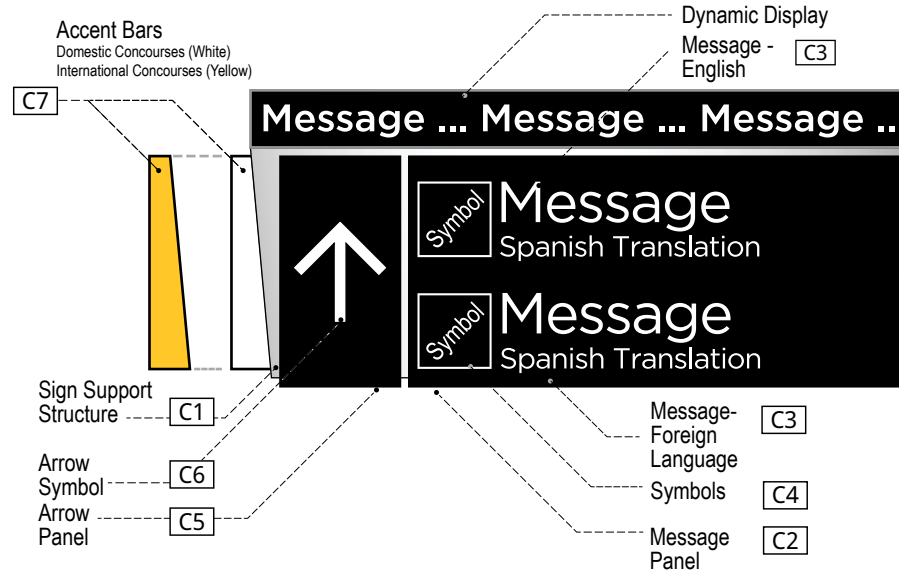 Accent Bars
Domestic Concourses (White)
International Concourses (Yellow)
C7
Dynamic Display
Message -
English
C3
Message ... Message ... Message ..
Symbol
Message
Spanish Translation
Symbol
Message
Spanish Translation
Sign Support
Structure
C1
Arrow
Symbol
C6
Arrow
Panel
C5
Message-
Foreign
Language
C3
Symbols
C4
Message
Panel
C2